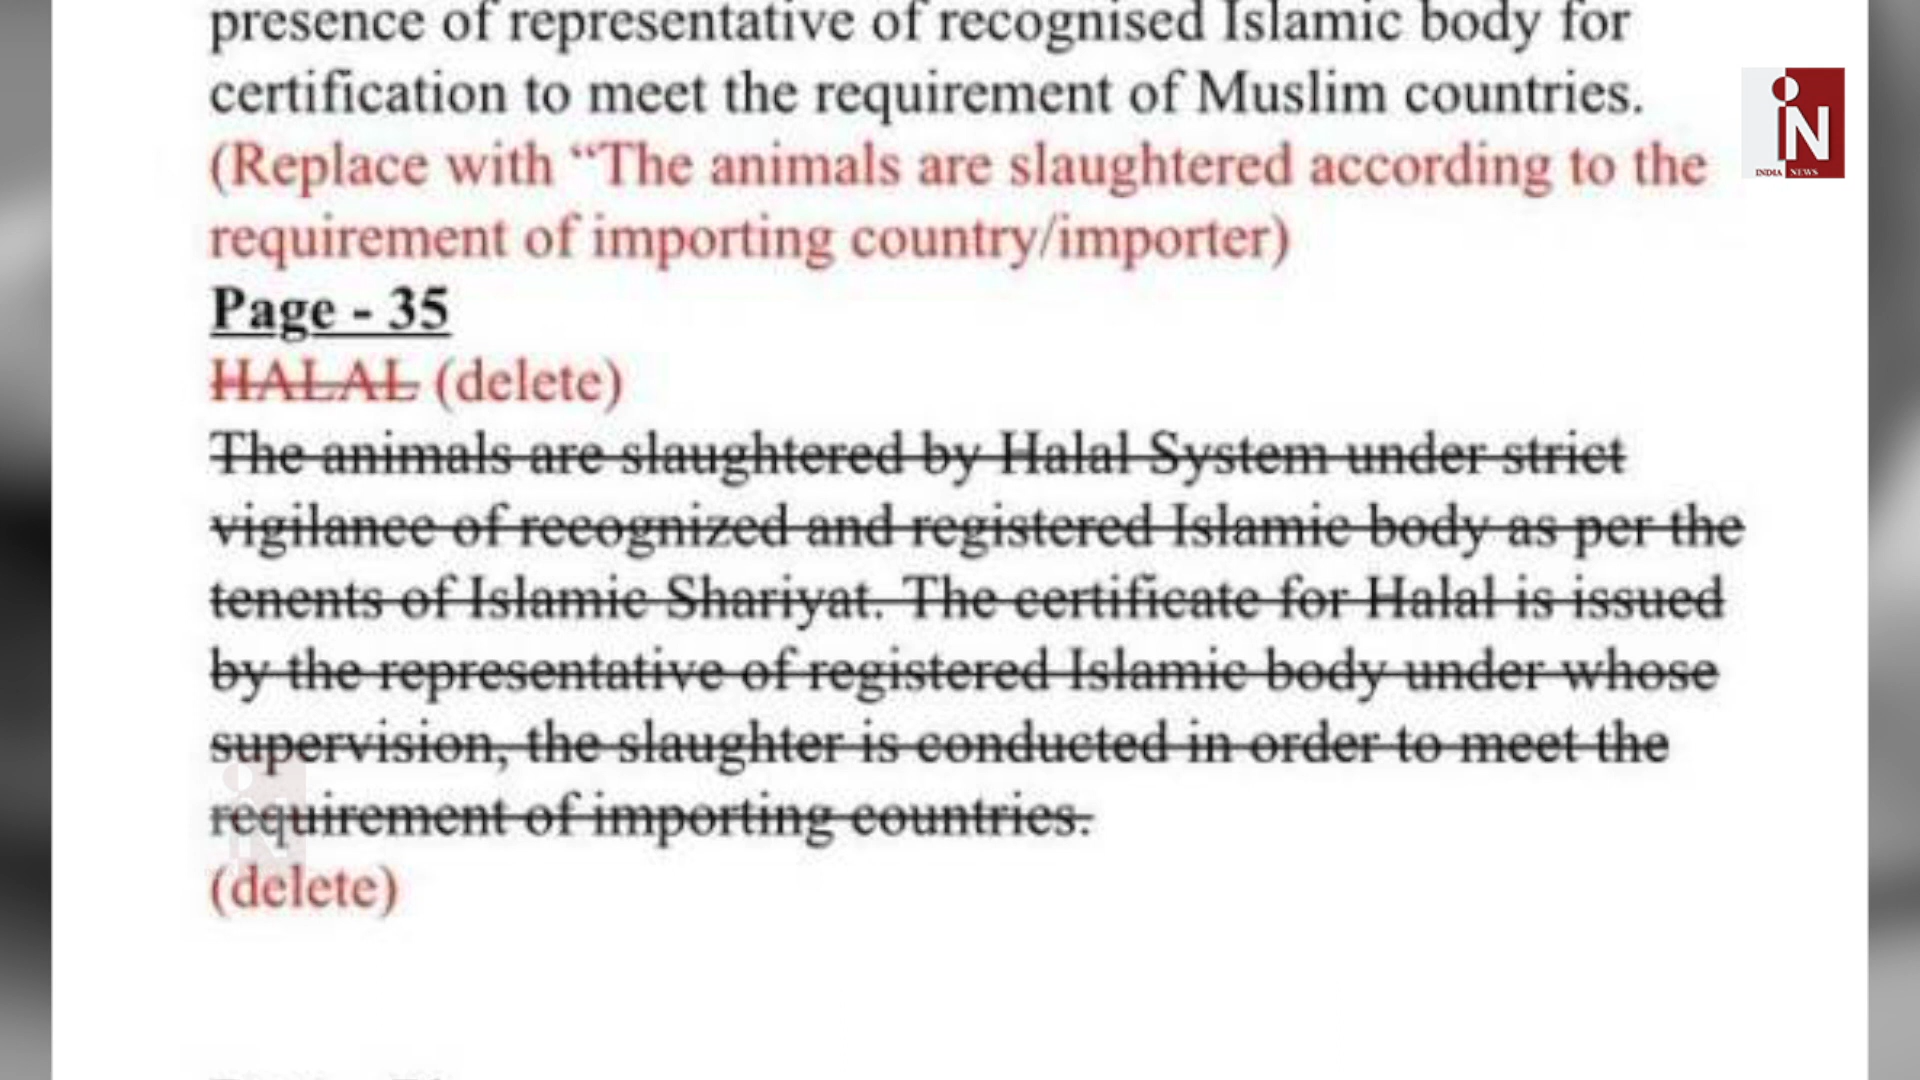 presence of representative of recognised Islamic body for
certification to meet the requirement of Muslim countries.
(Replace with “The animals are slaughtered according to the
requirement of importing country/importer)
Page - 35
HALAL (delete)
The animals are slaughtered by Halal System under strict
vigilance of recognized and registered Islamic body as per the
tenents of Islamic Shariyat. The certificate for Halal is issued
by the representative of registered Islamic body under whose
supervision, the slaughter is conducted in order to meet the
requirement of importing countries.
(delete)
iN
INDIA NEWS